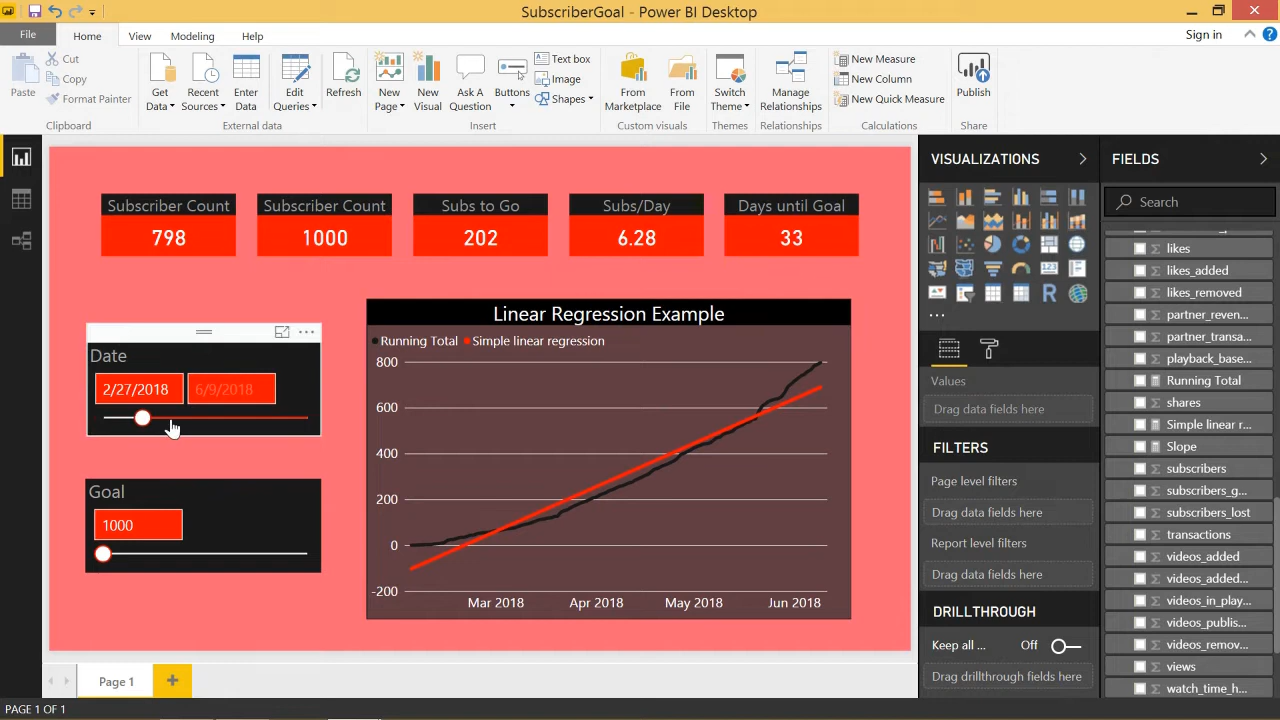 SubscriberGoal - Power BI Desktop
File
Home
View
Modeling
Help
Sign in
Paste
Cut
Copy
Format Painter
Clipboard
Get Data
Recent Sources
Enter Data
Edit Queries
Refresh
External data
New Page
New Visual
Ask A Question
Buttons
Text box
Image
Shapes
Insert
From Marketplace
From File
Custom visuals
Switch Theme
Themes
Manage Relationships
Relationships
New Measure
New Column
New Quick Measure
Calculations
Publish
Share
Subscriber Count
798
Subscriber Count
1000
Subs to Go
202
Subs/Day
6.28
Days until Goal
33
Date
2/27/2018
6/9/2018
Goal
1000
Linear Regression Example
Running Total
Simple linear regression
800
600
400
200
0
-200
Mar 2018
Apr 2018
May 2018
Jun 2018
VISUALIZATIONS
123
R
Values
Drag data fields here
FILTERS
Page level filters
Drag data fields here
Report level filters
Drag data fields here
DRILLTHROUGH
Keep all ...
Off
Drag drillthrough fields here
FIELDS
Search
likes
likes_added
likes_removed
partner_reven...
partner_transa...
playback_base...
Running Total
shares
Simple linear r...
Slope
subscribers
subscribers_g...
subscribers_lost
transactions
videos_added
videos_added...
videos_in_play...
videos_publis...
videos_remov...
views
watch_time_h...
Page 1
PAGE 1 OF 1